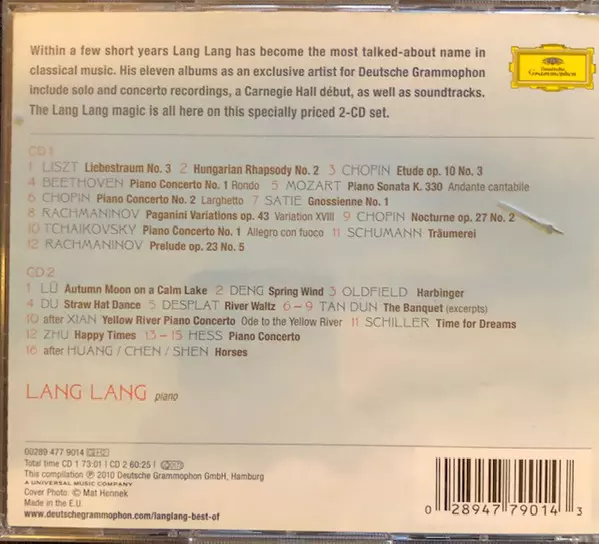 Within a few short years Lang Lang has become the most talked-about name in
classical music. His eleven albums as an exclusive artist for Deutsche Grammophon
include solo and concerto recordings, a Carnegie Hall début, as well as soundtracks.
The Lang Lang magic is all here on this specially priced 2-CD set.
Deutsche
Grammophon
CD 1
1 LISZT Liebestraum No. 3 2 Hungarian Rhapsody No. 2 3 CHOPIN Etude op. 10 No. 3
4 BEETHOVEN Piano Concerto No. 1 Rondo 5 MOZART Piano Sonata K. 330 Andante cantabile
6 CHOPIN Piano Concerto No. 2 Larghetto 7 SATIE Gnossienne No. 1
8 RACHMANINOV Paganini Variations op. 43 Variation XVIII 9 CHOPIN Nocturne op. 27 No. 2
10 TCHAIKOVSKY Piano Concerto No. 1 Allegro con fuoco 11 SCHUMANN Träumerei
12 RACHMANINOV Prelude op. 23 No. 5
CD 2
1 LÜ Autumn Moon on a Calm Lake 2 DENG Spring Wind 3 OLDFIELD Harbinger
4 DU Straw Hat Dance 5 DESPLAT River Waltz 6–9 TAN DUN The Banquet (excerpts)
10 after XIAN Yellow River Piano Concerto Ode to the Yellow River 11 SCHILLER Time for Dreams
12 ZHU Happy Times 13–15 HESS Piano Concerto
16 after HUANG / CHEN / SHEN Horses
LANG LANG piano
00289 477 9014 GH2
Total time CD 1 73:01 | CD 2 60:25 |
This compilation ℗ 2010 Deutsche Grammophon GmbH, Hamburg
A UNIVERSAL MUSIC COMPANY
Cover Photo: © Mat Hennek
Made in the E.U.
www.deutschegrammophon.com/langlang-best-of
0 28947 79014 3